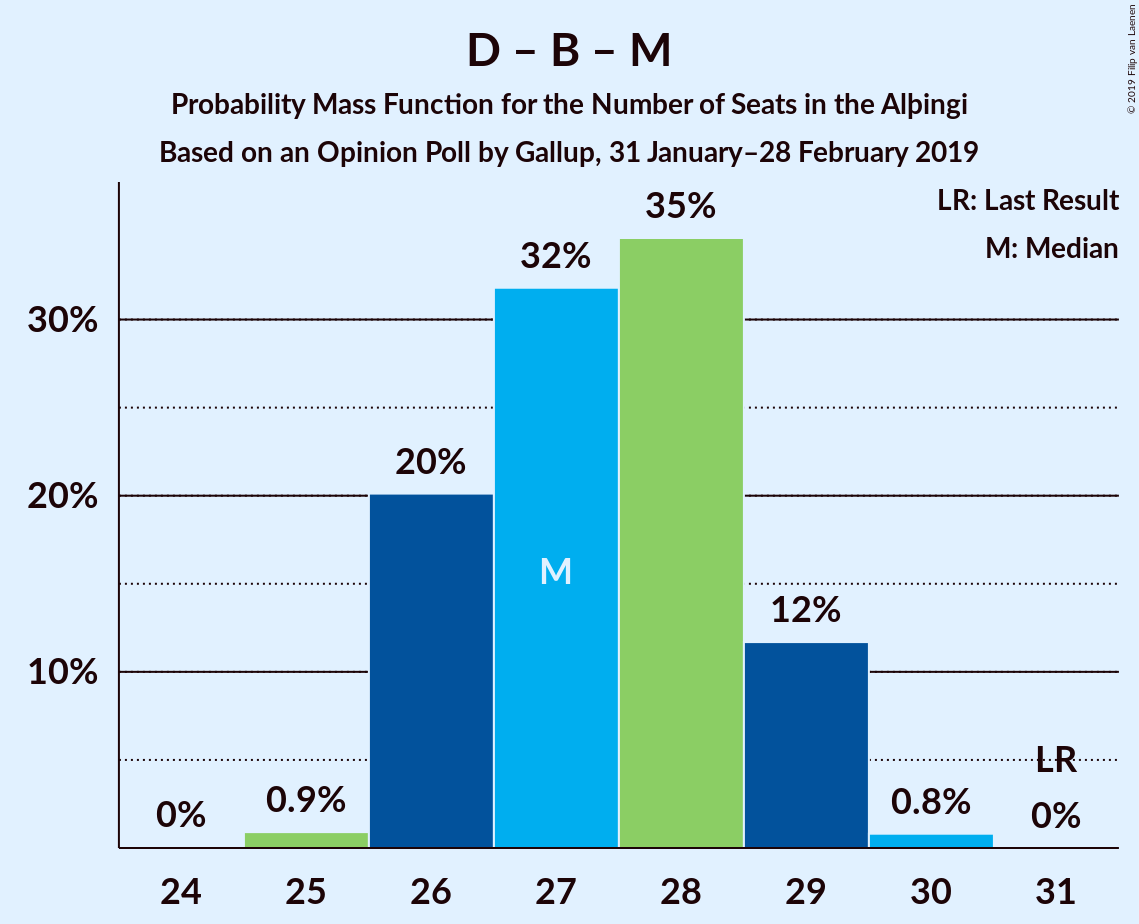 D – B – M
Probability Mass Function for the Number of Seats in the Alþingi
Based on an Opinion Poll by Gallup, 31 January–28 February 2019
© 2019 Filip van Laenen
LR: Last Result
M: Median
35%
32%
30%
20%
20%
M
12%
10%
LR
0%
0.9%
0.8%
0%
24 25 26 27 28 29 30 31